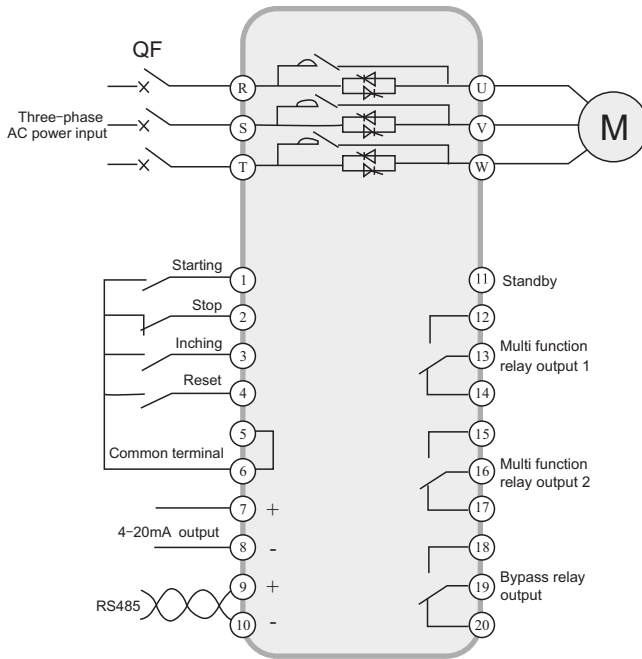 QF
Three-phase
AC power input
R
S
T
U
V
W
M
Starting
1
Stop
2
Inching
3
Reset
4
5
Common terminal
6
7 +
4-20mA output
8 -
9 +
RS485
10 -
11 Standby
12
13
14
Multi function
relay output 1
15
16
17
Multi function
relay output 2
18
19
20
Bypass relay
output